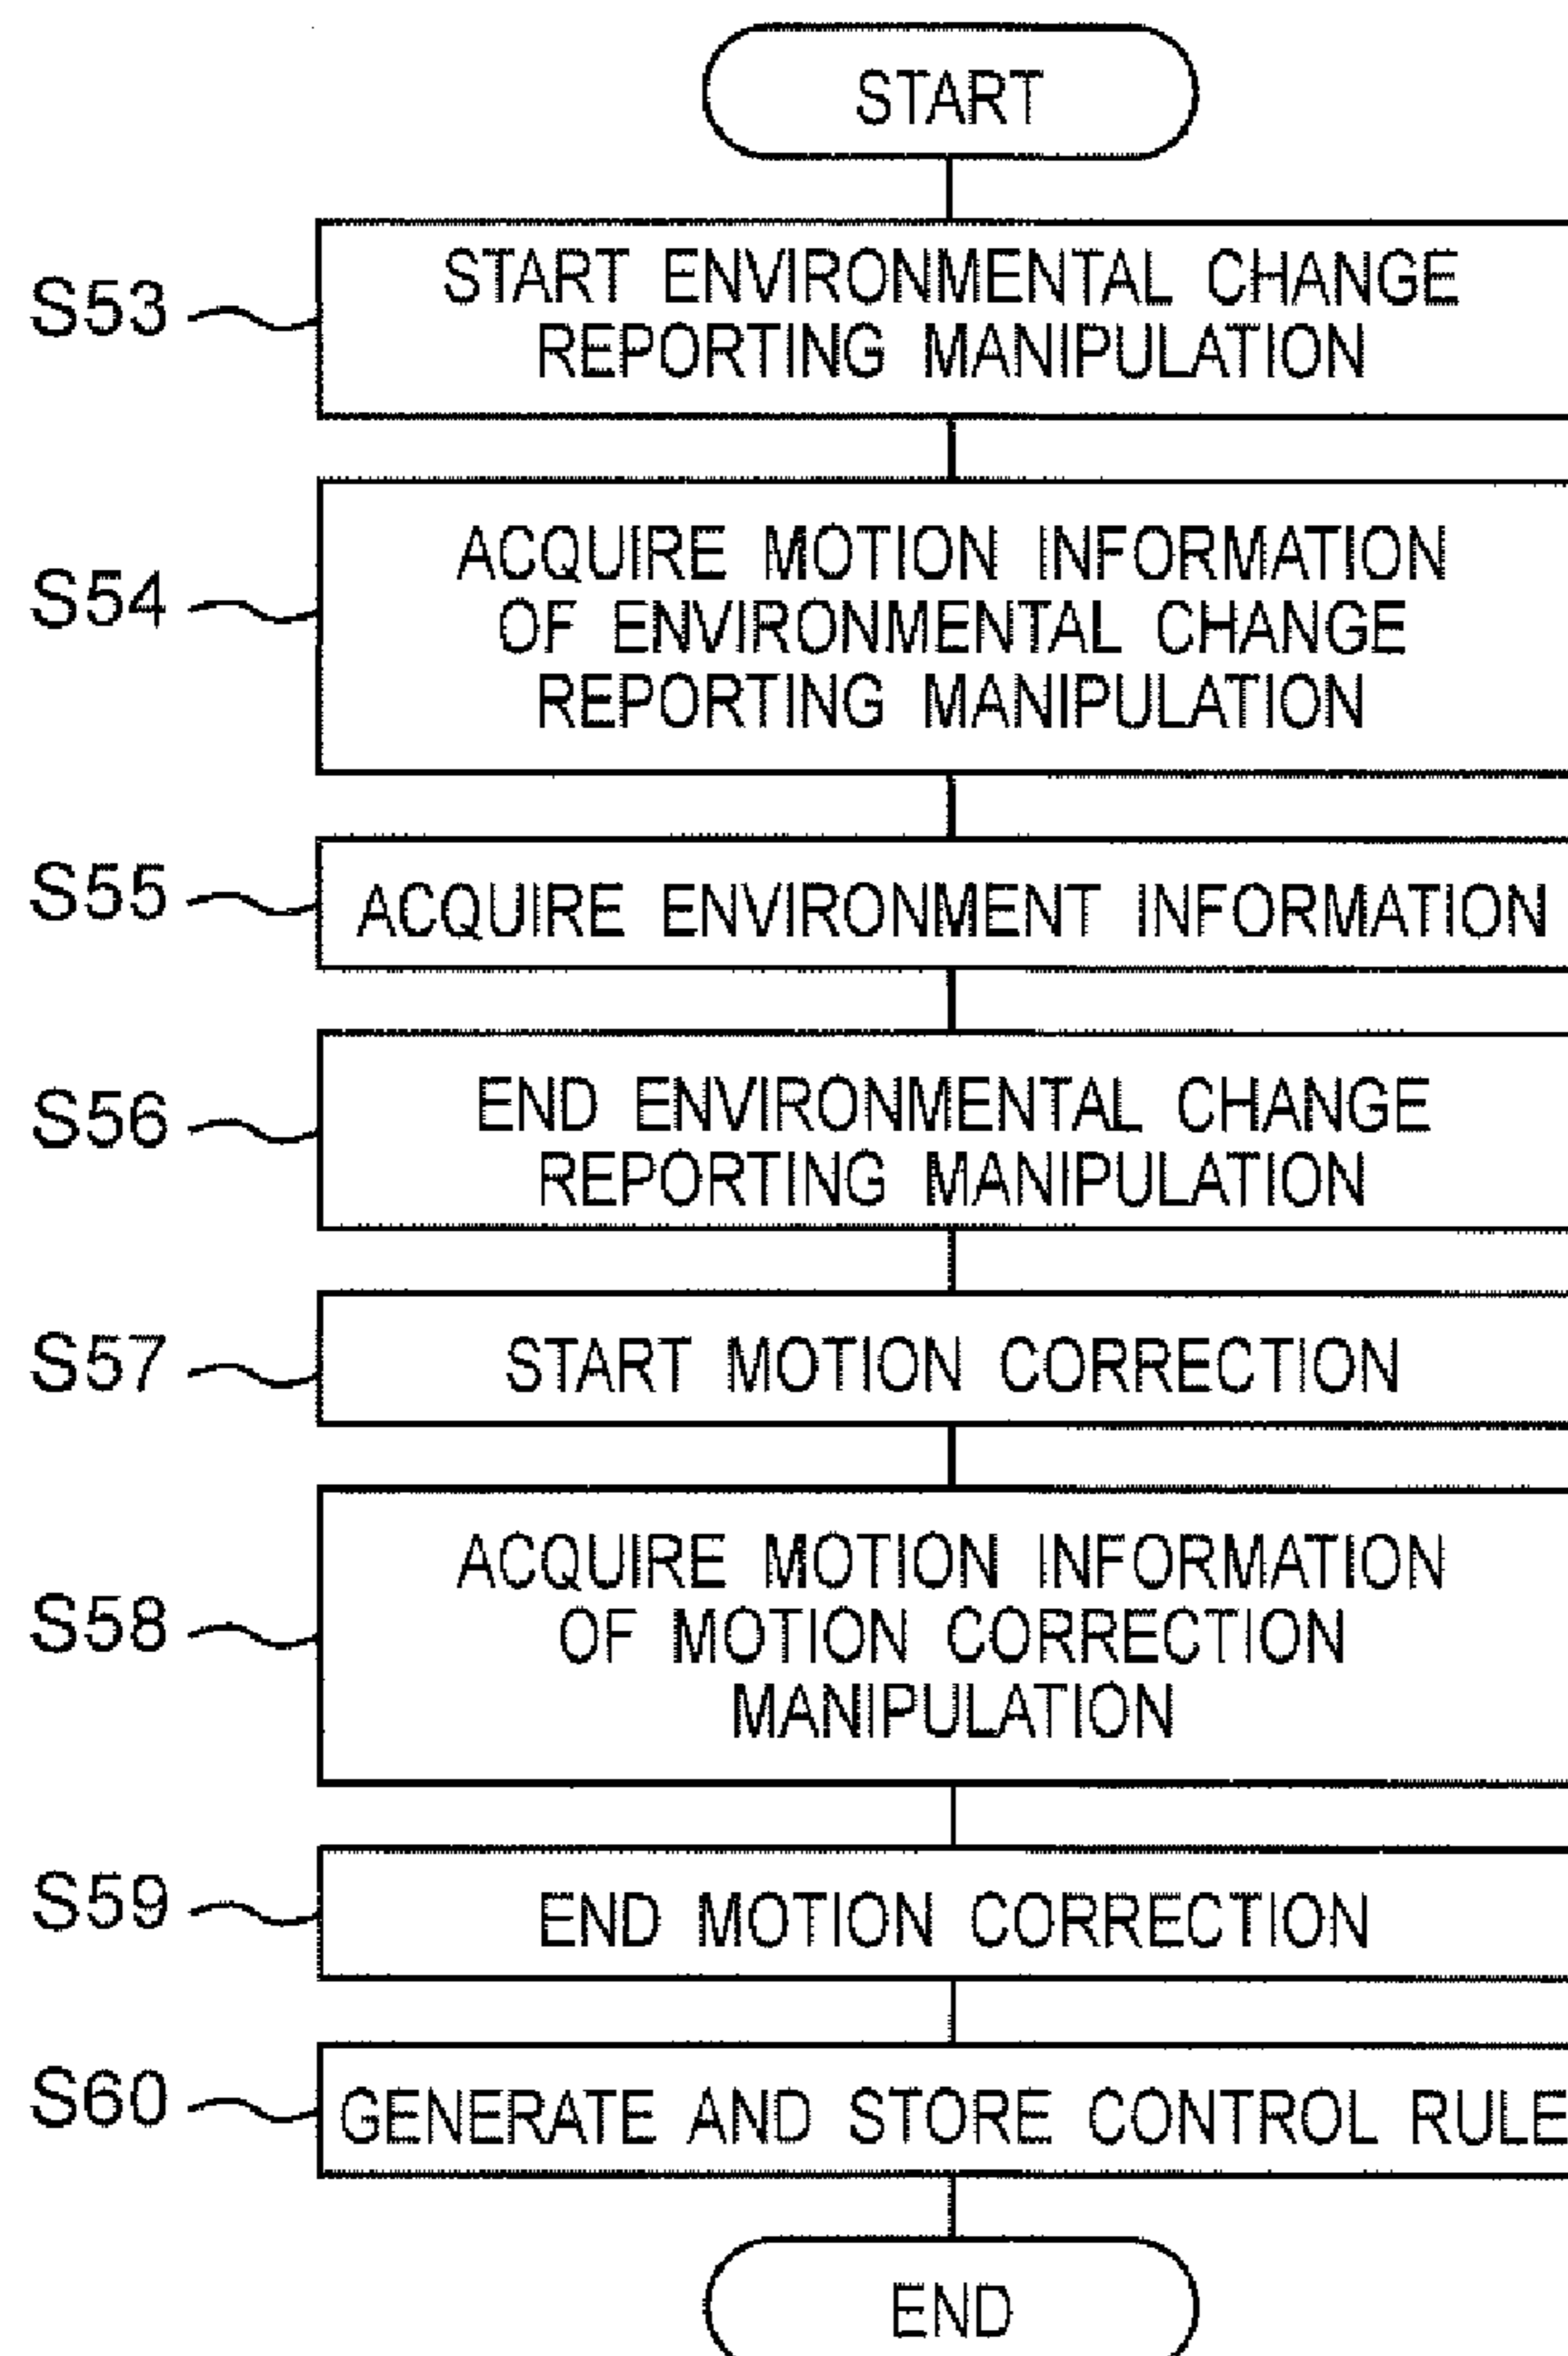 START
S53
START ENVIRONMENTAL CHANGE
REPORTING MANIPULATION
S54
ACQUIRE MOTION INFORMATION
OF ENVIRONMENTAL CHANGE
REPORTING MANIPULATION
S55
ACQUIRE ENVIRONMENT INFORMATION
S56
END ENVIRONMENTAL CHANGE
REPORTING MANIPULATION
S57
START MOTION CORRECTION
S58
ACQUIRE MOTION INFORMATION
OF MOTION CORRECTION
MANIPULATION
S59
END MOTION CORRECTION
S60
GENERATE AND STORE CONTROL RULE
END